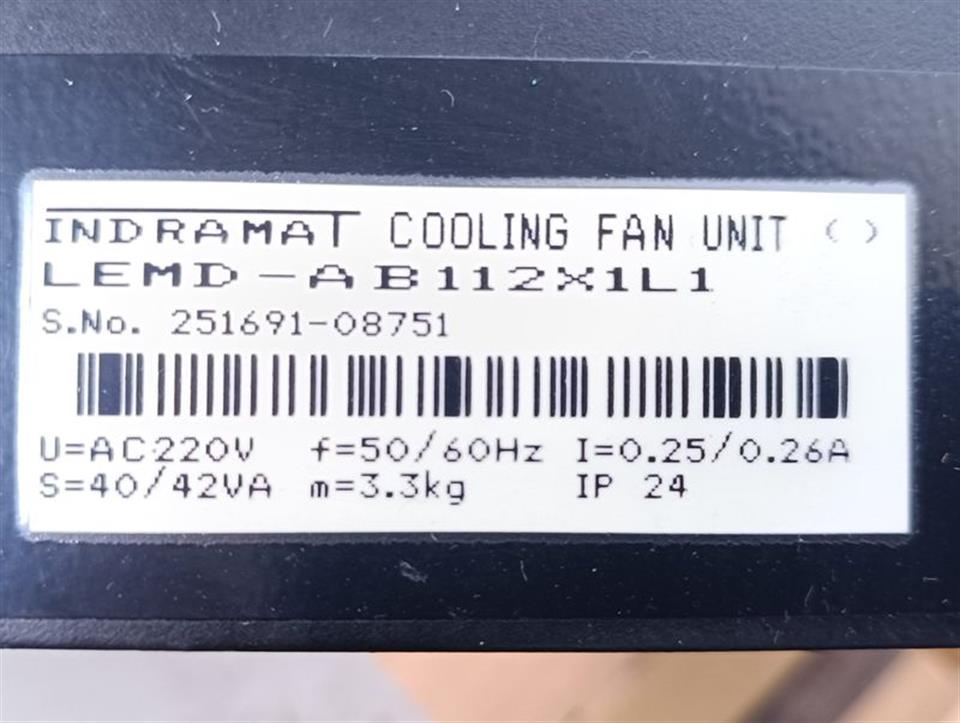 INDRAMAT COOLING FAN UNIT ( )
LEMD-AB112X1L1
S.No. 251691-08751
U=AC220V f=50/60Hz I=0.25/0.26A
S=40/42VA m=3.3kg IP 24